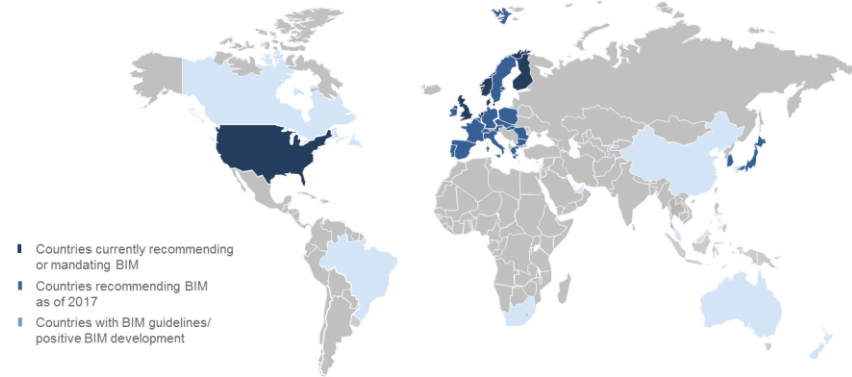 Countries currently recommending
or mandating BIM
Countries recommending BIM
as of 2017
Countries with BIM guidelines/
positive BIM development